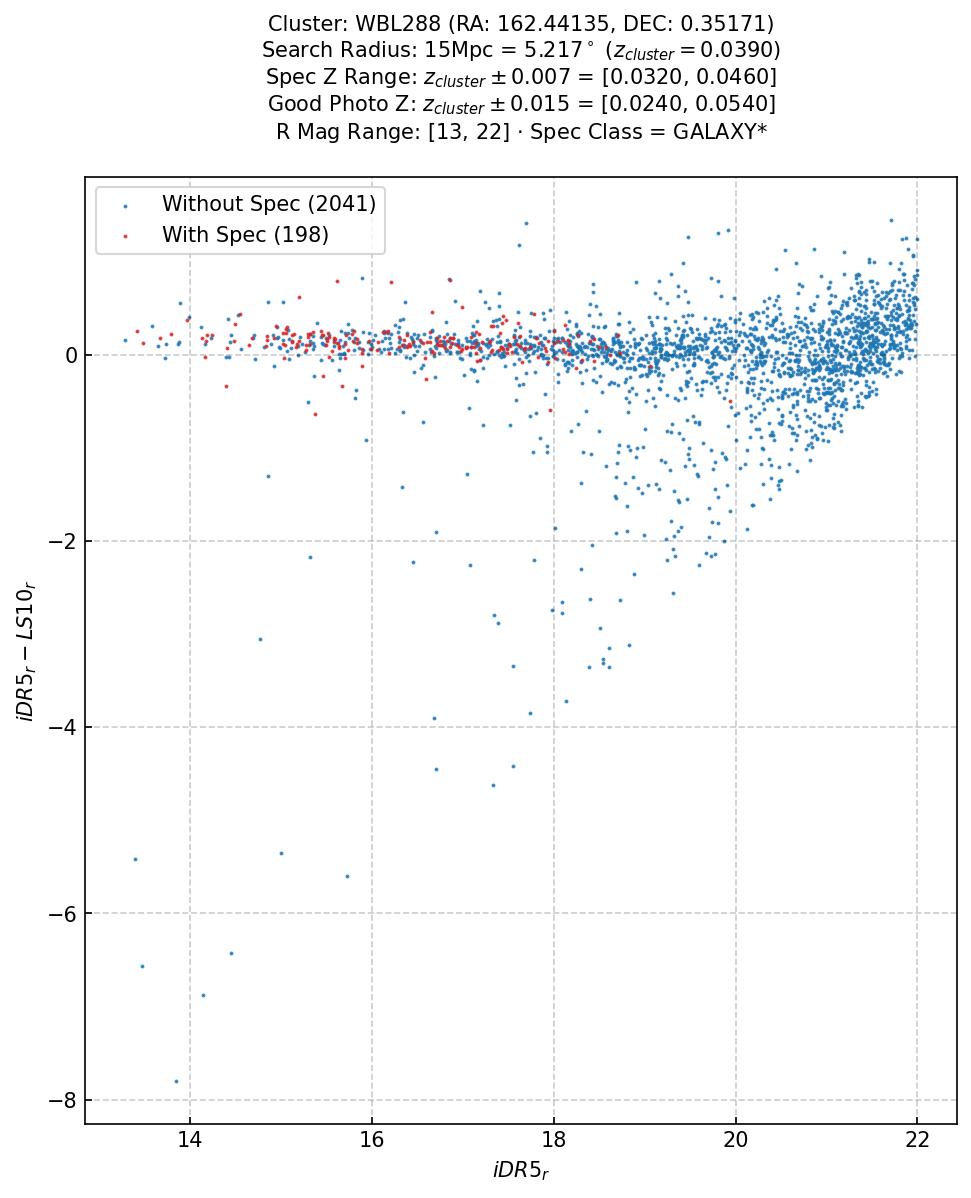 Cluster: WBL288 (RA: 162.44135, DEC: 0.35171)
Search Radius: 15Mpc = 5.217° (z_cluster = 0.0390)
Spec Z Range: z_cluster ± 0.007 = [0.0320, 0.0460]
Good Photo Z: z_cluster ± 0.015 = [0.0240, 0.0540]
R Mag Range: [13, 22] · Spec Class = GALAXY*
Without Spec (2041)
With Spec (198)
0
−2
−4
−6
−8
iDR5_r − LS10_r
14 16 18 20 22
iDR5_r